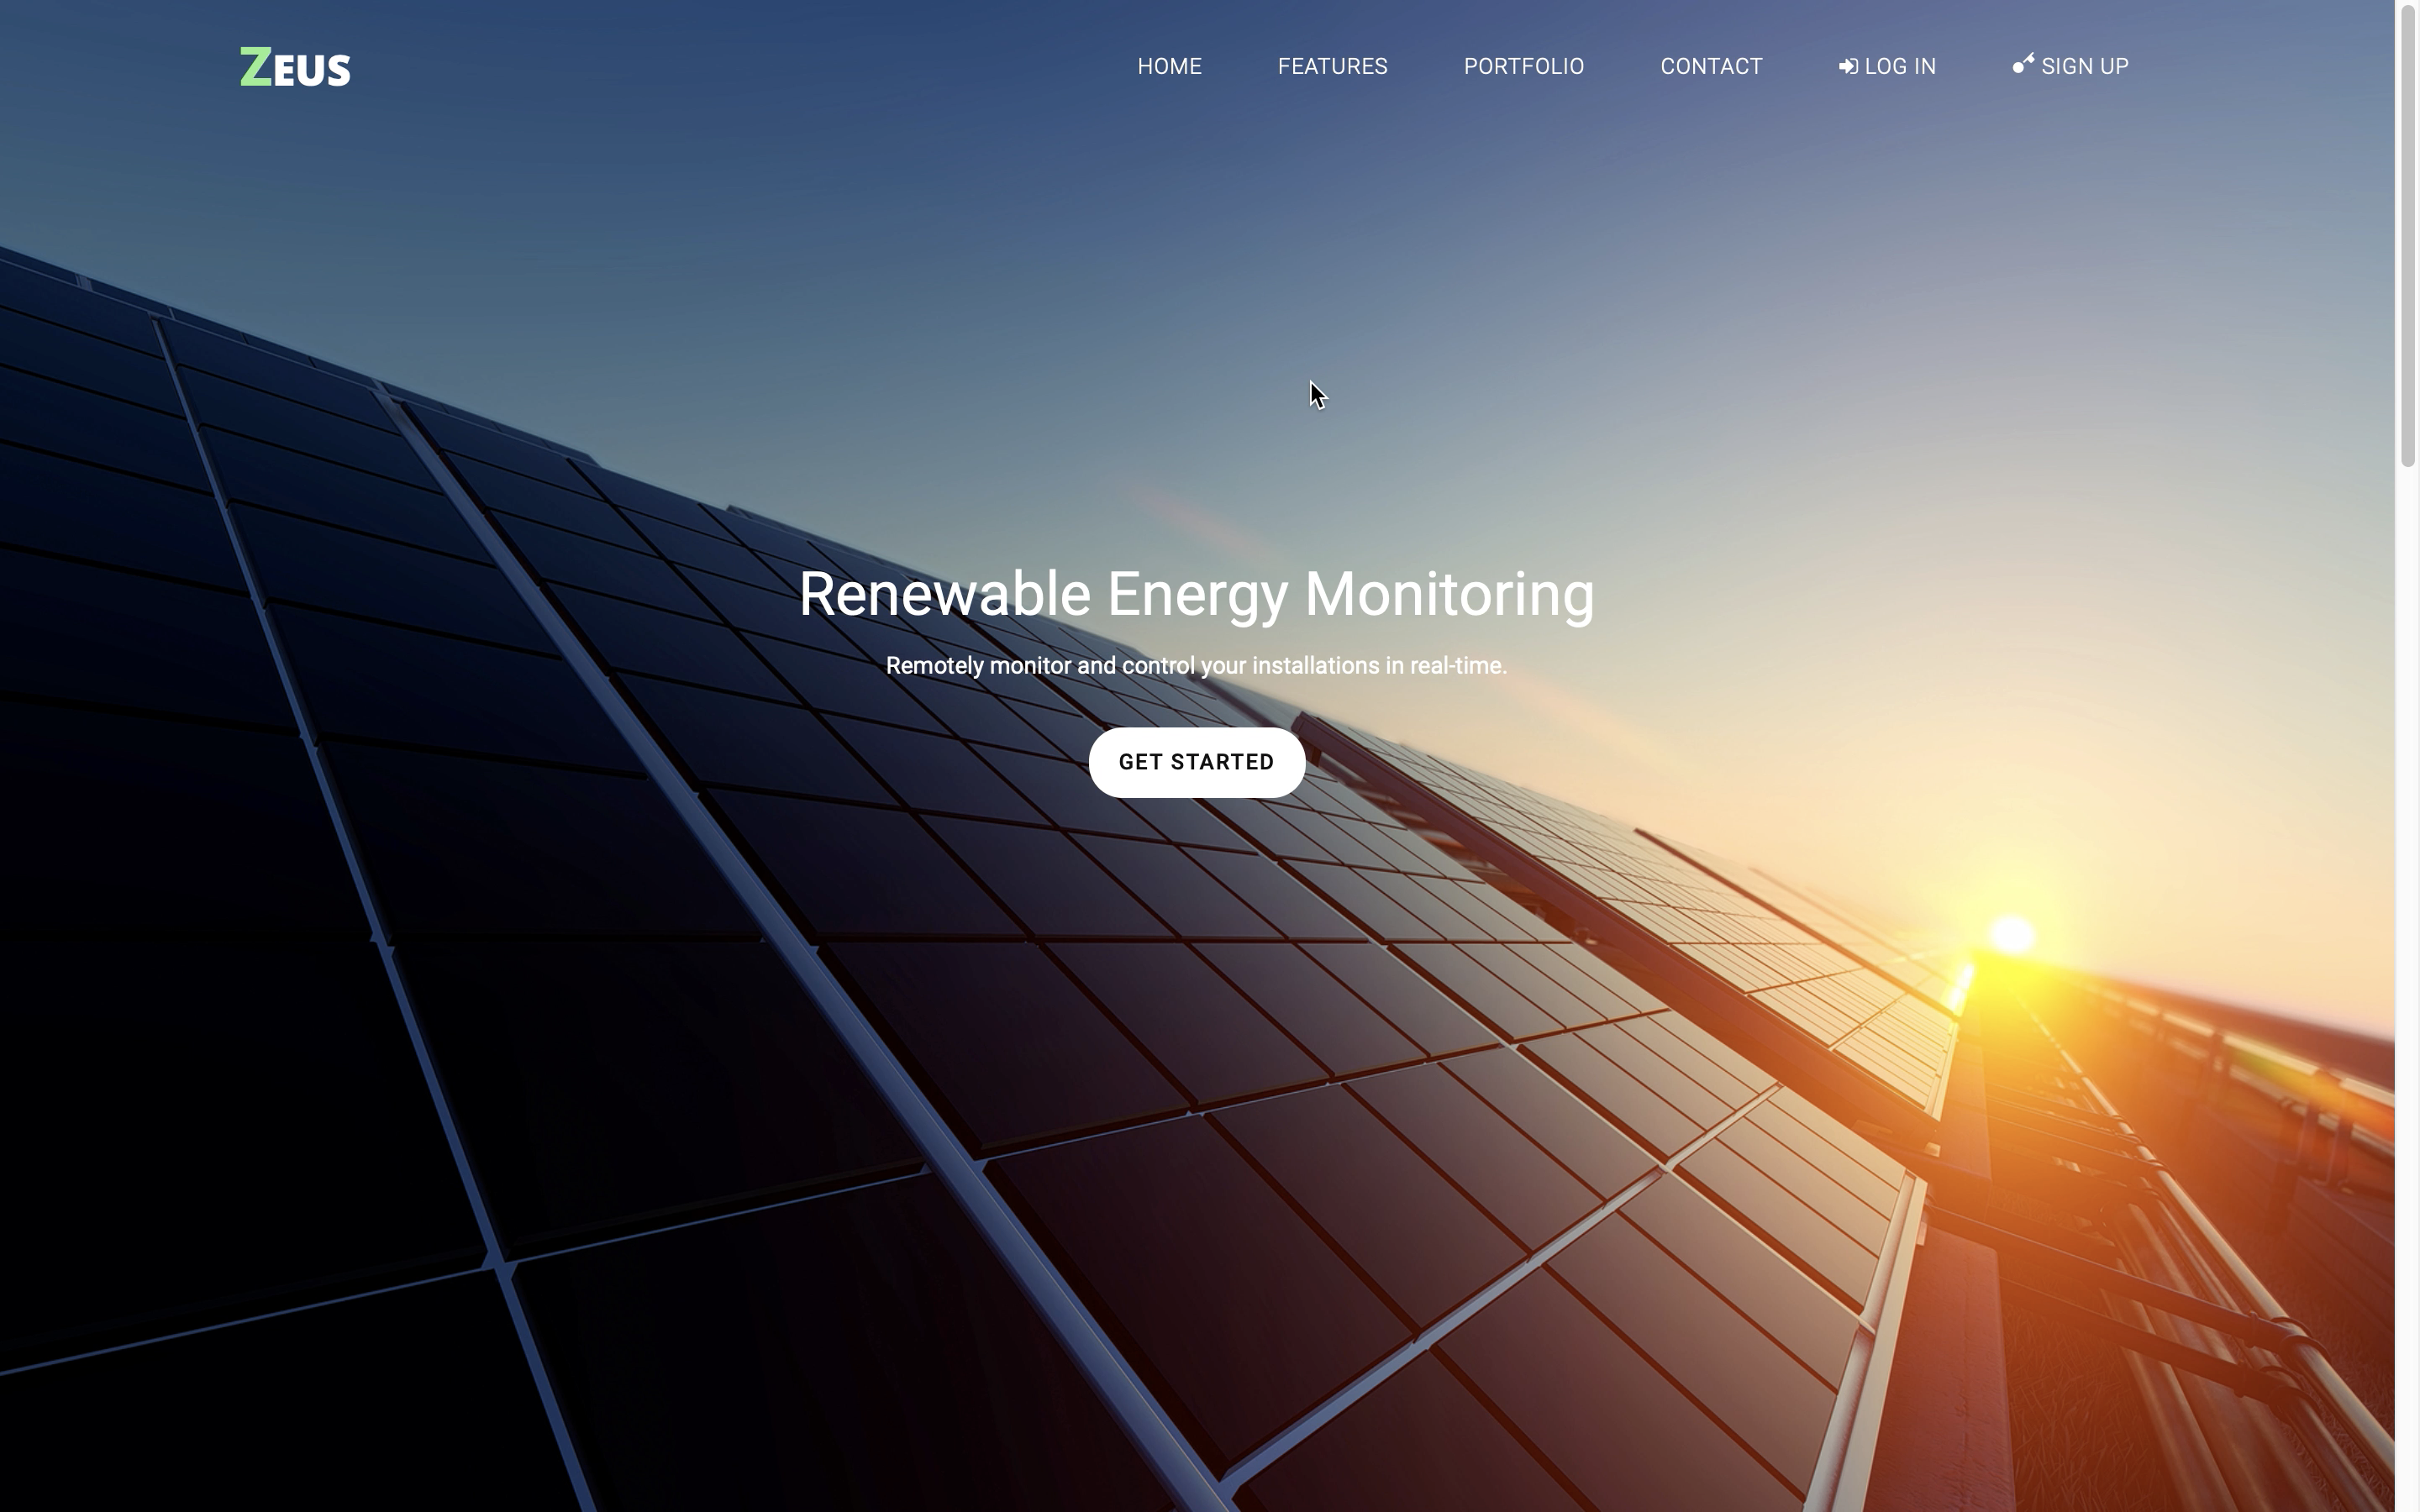 ZEUS
HOME FEATURES PORTFOLIO CONTACT LOG IN SIGN UP
Renewable Energy Monitoring
Remotely monitor and control your installations in real-time.
GET STARTED